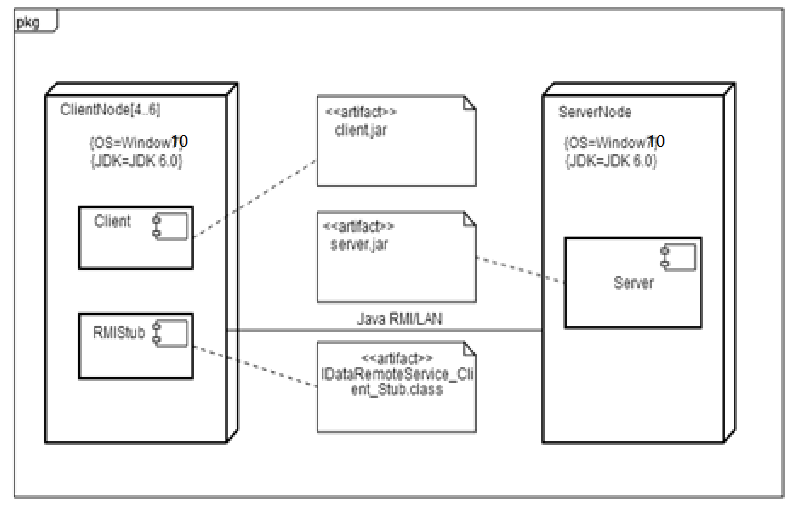 pkg
ClientNode[4..6]
{OS=Window10}
{JDK=JDK 6.0}
Client
RMIStub
<<artifact>>
client.jar
<<artifact>>
server.jar
Java RMI/LAN
<<artifact>>
IDataRemoteService_Cli
ent_Stub.class
ServerNode
{OS=Window10}
{JDK=JDK 6.0}
Server